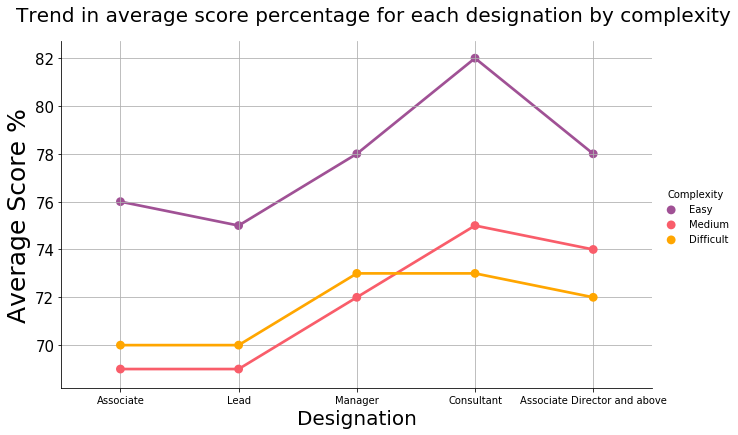 Trend in average score percentage for each designation by complexity
Average Score %
82
80
78
76
74
72
70
Complexity
Easy
Medium
Difficult
Associate
Lead
Manager
Consultant
Associate Director and above
Designation